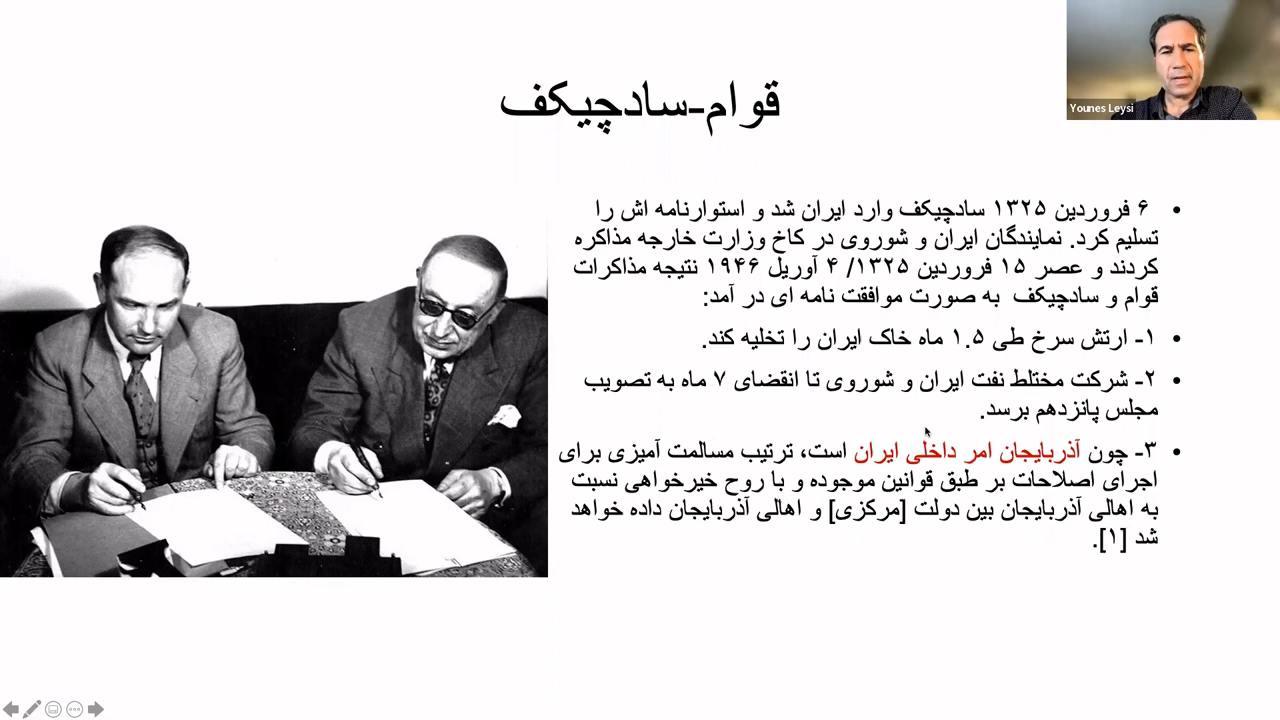 قوام-سادچیکف
Younes Leysi
• ۶ فروردین ۱۳۲۵ سادچیکف وارد ایران شد و استوارنامه اش را
تسلیم کرد. نمایندگان ایران و شوروی در کاخ وزارت خارجه مذاکره
کردند و عصر ۱۵ فروردین ۱۳۲۵/ ۴ آوریل ۱۹۴۶ نتیجه مذاکرات
قوام و سادچیکف به صورت موافقت نامه ای در آمد:
• ۱- ارتش سرخ طی ۱.۵ ماه خاک ایران را تخلیه کند.
• ۲- شرکت مختلط نفت ایران و شوروی تا انقضای ۷ ماه به تصویب
مجلس پانزدهم برسد.
• ۳- چون آذربایجان امر داخلی ایران است، ترتیب مسالمت آمیزی برای
اجرای اصلاحات بر طبق قوانین موجوده و با روح خیرخواهی نسبت
به اهالی آذربایجان بین دولت [مرکزی] و اهالی آذربایجان داده خواهد
شد [۱].